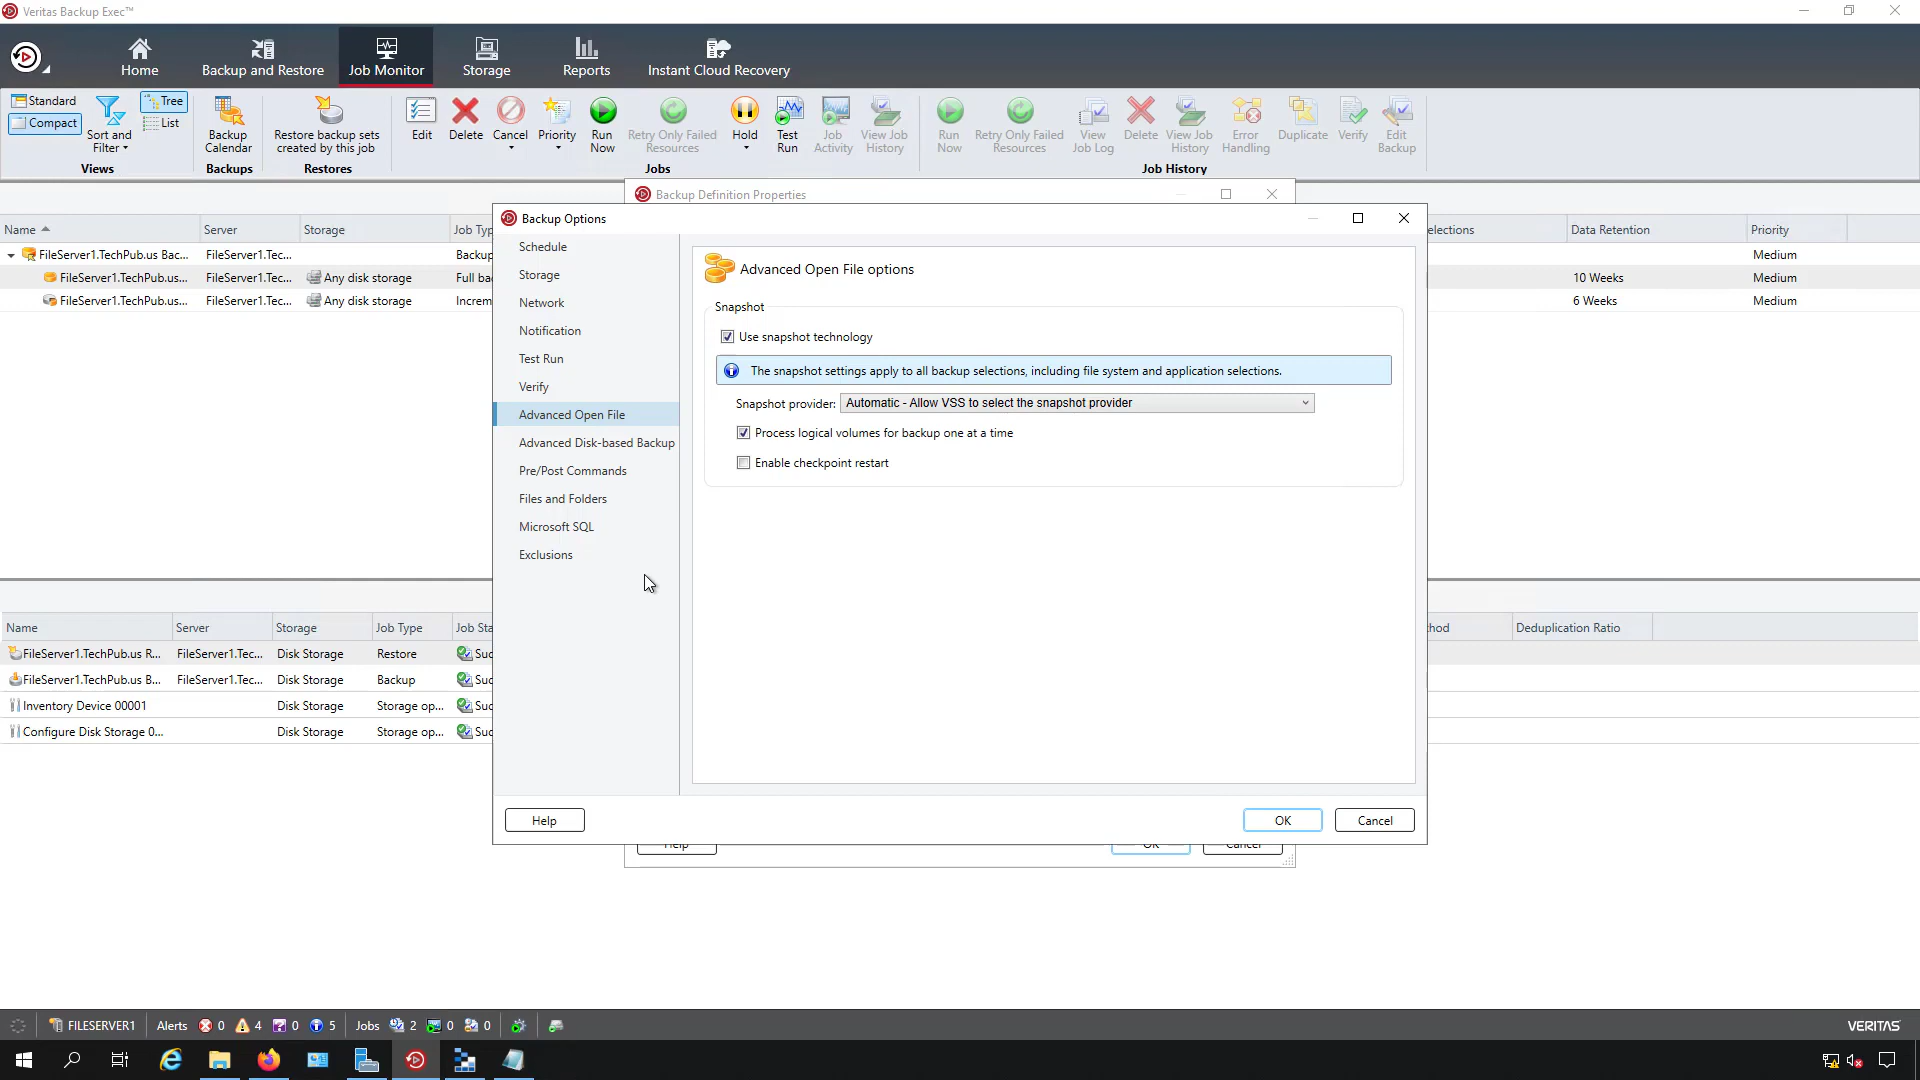 Veritas Backup Exec™
Home
Backup and Restore
Job Monitor
Storage
Reports
Instant Cloud Recovery
Standard
Compact
Sort and
Filter
Tree
List
Views
Backup
Calendar
Backups
Restore backup sets
created by this job
Restores
Edit
Delete
Cancel
Priority
Run
Now
Retry Only Failed
Resources
Hold
Test
Run
Job
Activity
View Job
History
Jobs
Run
Now
Retry Only Failed
Resources
View
Job Log
Delete
View Job
History
Error
Handling
Duplicate
Verify
Edit
Backup
Job History
Backup Definition Properties
Backup Options
Name Server Storage Job Typ elections Data Retention Priority
FileServer1.TechPub.us Bac... FileServer1.Tec... Backup Medium
FileServer1.TechPub.us... FileServer1.Tec... Any disk storage Full bac 10 Weeks Medium
FileServer1.TechPub.us... FileServer1.Tec... Any disk storage Increm 6 Weeks Medium
Schedule
Storage
Network
Notification
Test Run
Verify
Advanced Open File
Advanced Disk-based Backup
Pre/Post Commands
Files and Folders
Microsoft SQL
Exclusions
Advanced Open File options
Snapshot
Use snapshot technology
The snapshot settings apply to all backup selections, including file system and application selections.
Snapshot provider: Automatic - Allow VSS to select the snapshot provider
Process logical volumes for backup one at a time
Enable checkpoint restart
Help
OK
Cancel
Help
OK
Cancel
Name Server Storage Job Type Job Sta thod Deduplication Ratio
FileServer1.TechPub.us R... FileServer1.Tec... Disk Storage Restore Suc
FileServer1.TechPub.us B... FileServer1.Tec... Disk Storage Backup Suc
Inventory Device 00001 Disk Storage Storage op... Suc
Configure Disk Storage 0... Disk Storage Storage op... Suc
FILESERVER1 Alerts 0 4 0 5 Jobs 2 0 0
VERITAS